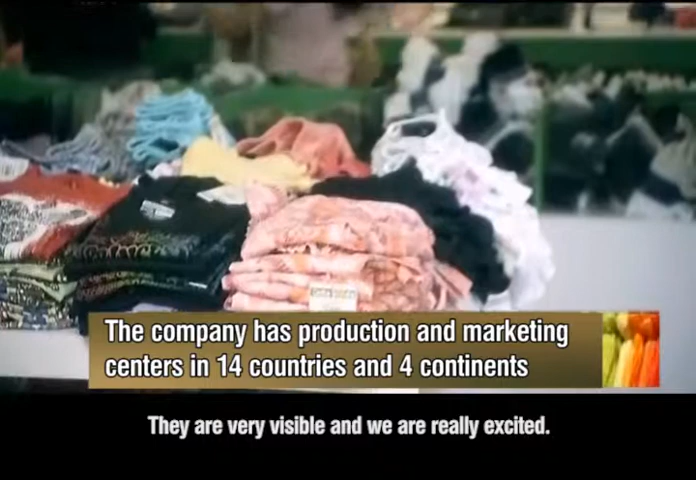 The company has production and marketing
centers in 14 countries and 4 continents
They are very visible and we are really excited.